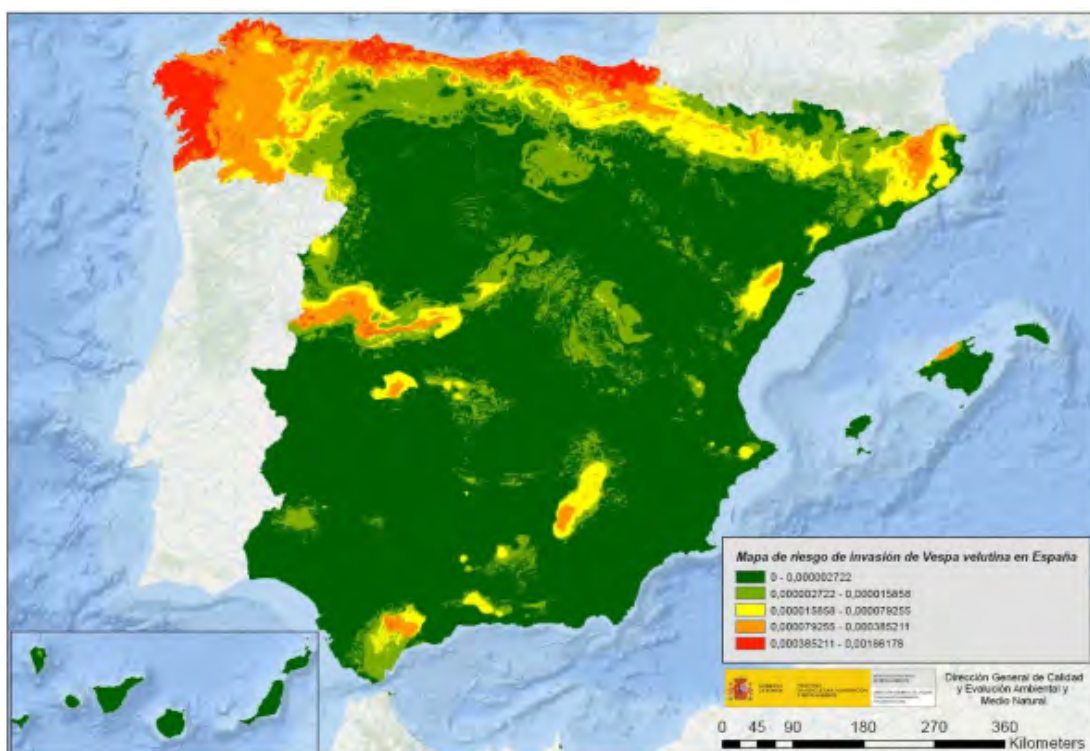 Mapa de riesgo de invasión de Vespa velutina en España
0 - 0,000002722
0,000002722 - 0,000015858
0,000015858 - 0,000079255
0,000079255 - 0,000385211
0,000385211 - 0,00186178
Dirección General de Calidad
y Evalución Ambiental y
Medio Natural
0 45 90 180 270 360
Kilometers